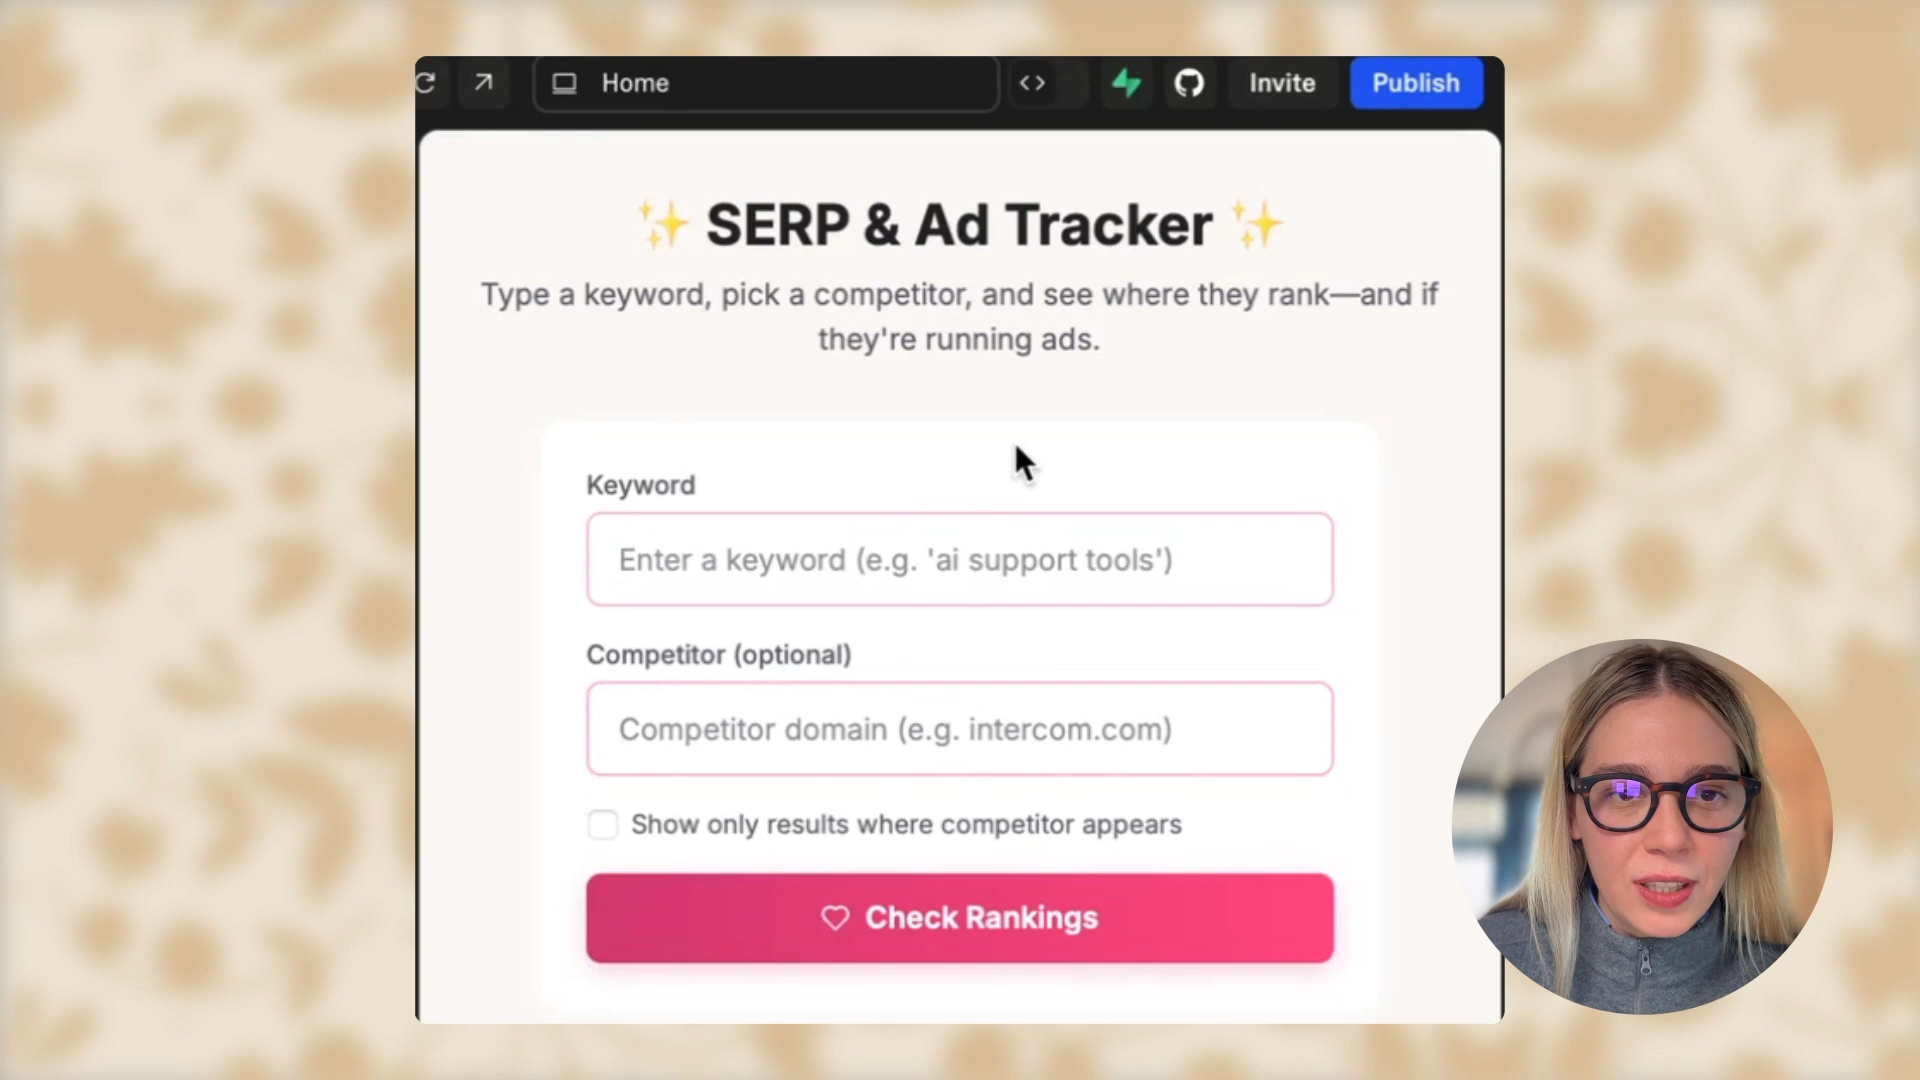 Home
Invite
Publish
✨ SERP & Ad Tracker ✨
Type a keyword, pick a competitor, and see where they rank—and if
they're running ads.
Keyword
Enter a keyword (e.g. 'ai support tools')
Competitor (optional)
Competitor domain (e.g. intercom.com)
Show only results where competitor appears
Check Rankings